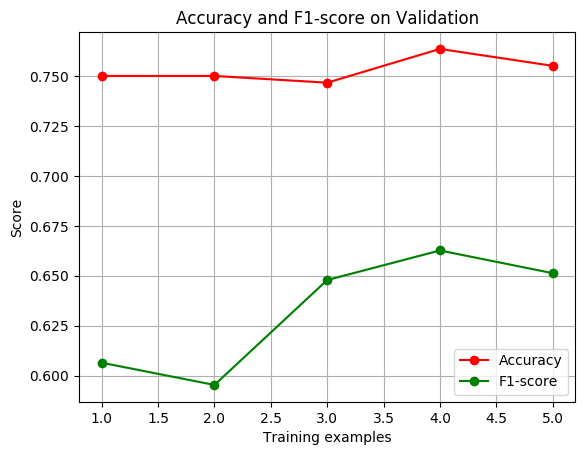 Accuracy and F1-score on Validation
Score
0.750
0.725
0.700
0.675
0.650
0.625
0.600
Accuracy
F1-score
1.0 1.5 2.0 2.5 3.0 3.5 4.0 4.5 5.0
Training examples